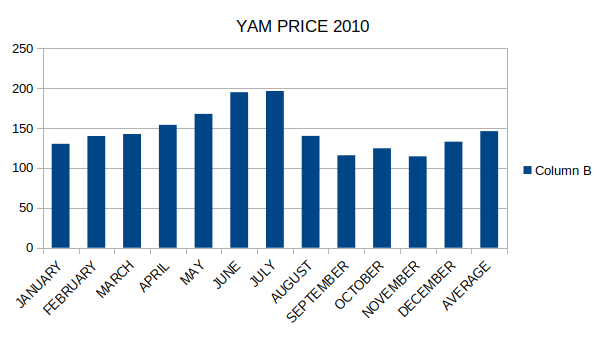 YAM PRICE 2010
250
200
150
100
50
0
Column B
JANUARY
FEBRUARY
MARCH
APRIL
MAY
JUNE
JULY
AUGUST
SEPTEMBER
OCTOBER
NOVEMBER
DECEMBER
AVERAGE